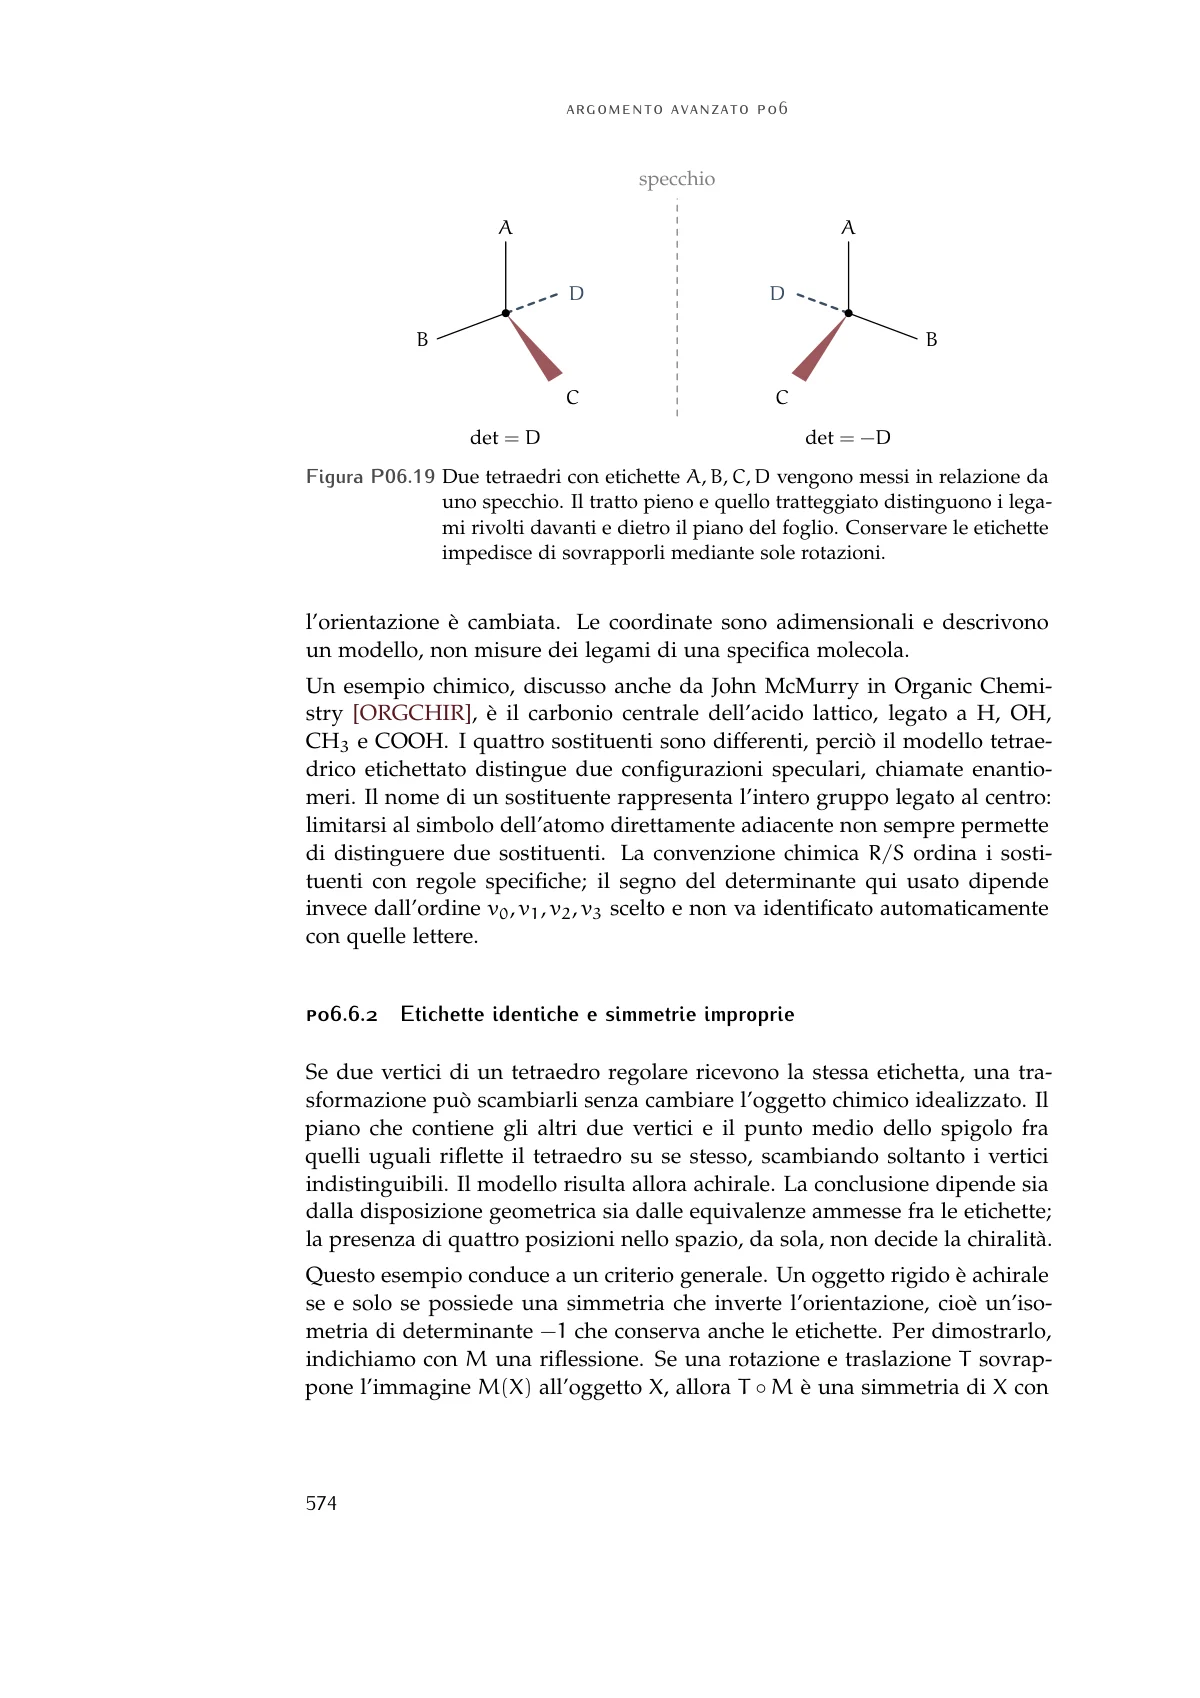 ARGOMENTO AVANZATO P06
specchio
A
A
D
D
B
B
C
C
det = D
det = −D
Figura P06.19 Due tetraedri con etichette A, B, C, D vengono messi in relazione da
uno specchio. Il tratto pieno e quello tratteggiato distinguono i lega-
mi rivolti davanti e dietro il piano del foglio. Conservare le etichette
impedisce di sovrapporli mediante sole rotazioni.
l'orientazione è cambiata. Le coordinate sono adimensionali e descrivono
un modello, non misure dei legami di una specifica molecola.
Un esempio chimico, discusso anche da John McMurry in Organic Chemi-
stry [ORGCHIR], è il carbonio centrale dell'acido lattico, legato a H, OH,
CH₃ e COOH. I quattro sostituenti sono differenti, perciò il modello tetrae-
drico etichettato distingue due configurazioni speculari, chiamate enantio-
meri. Il nome di un sostituente rappresenta l'intero gruppo legato al centro:
limitarsi al simbolo dell'atomo direttamente adiacente non sempre permette
di distinguere due sostituenti. La convenzione chimica R/S ordina i sosti-
tuenti con regole specifiche; il segno del determinante qui usato dipende
invece dall'ordine v₀, v₁, v₂, v₃ scelto e non va identificato automaticamente
con quelle lettere.
P06.6.2 Etichette identiche e simmetrie improprie
Se due vertici di un tetraedro regolare ricevono la stessa etichetta, una tra-
sformazione può scambiarli senza cambiare l'oggetto chimico idealizzato. Il
piano che contiene gli altri due vertici e il punto medio dello spigolo fra
quelli uguali riflette il tetraedro su se stesso, scambiando soltanto i vertici
indistinguibili. Il modello risulta allora achirale. La conclusione dipende sia
dalla disposizione geometrica sia dalle equivalenze ammesse fra le etichette;
la presenza di quattro posizioni nello spazio, da sola, non decide la chiralità.
Questo esempio conduce a un criterio generale. Un oggetto rigido è achirale
se e solo se possiede una simmetria che inverte l'orientazione, cioè un'iso-
metria di determinante −1 che conserva anche le etichette. Per dimostrarlo,
indichiamo con M una riflessione. Se una rotazione e traslazione T sovrap-
pone l'immagine M(X) all'oggetto X, allora T ∘ M è una simmetria di X con
574